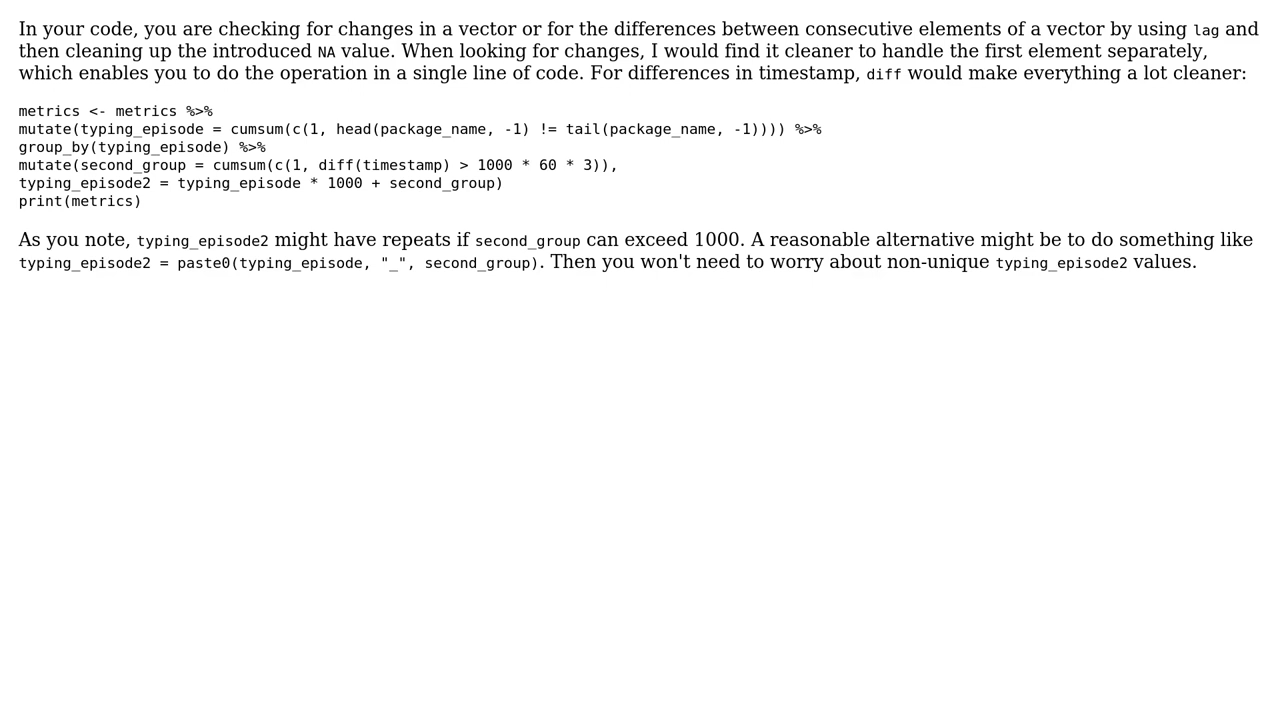 In your code, you are checking for changes in a vector or for the differences between consecutive elements of a vector by using lag and
then cleaning up the introduced NA value. When looking for changes, I would find it cleaner to handle the first element separately,
which enables you to do the operation in a single line of code. For differences in timestamp, diff would make everything a lot cleaner:
metrics <- metrics %>%
mutate(typing_episode = cumsum(c(1, head(package_name, -1) != tail(package_name, -1)))) %>%
group_by(typing_episode) %>%
mutate(second_group = cumsum(c(1, diff(timestamp) > 1000 * 60 * 3)),
typing_episode2 = typing_episode * 1000 + second_group)
print(metrics)
As you note, typing_episode2 might have repeats if second_group can exceed 1000. A reasonable alternative might be to do something like
typing_episode2 = paste0(typing_episode, "_", second_group). Then you won't need to worry about non-unique typing_episode2 values.